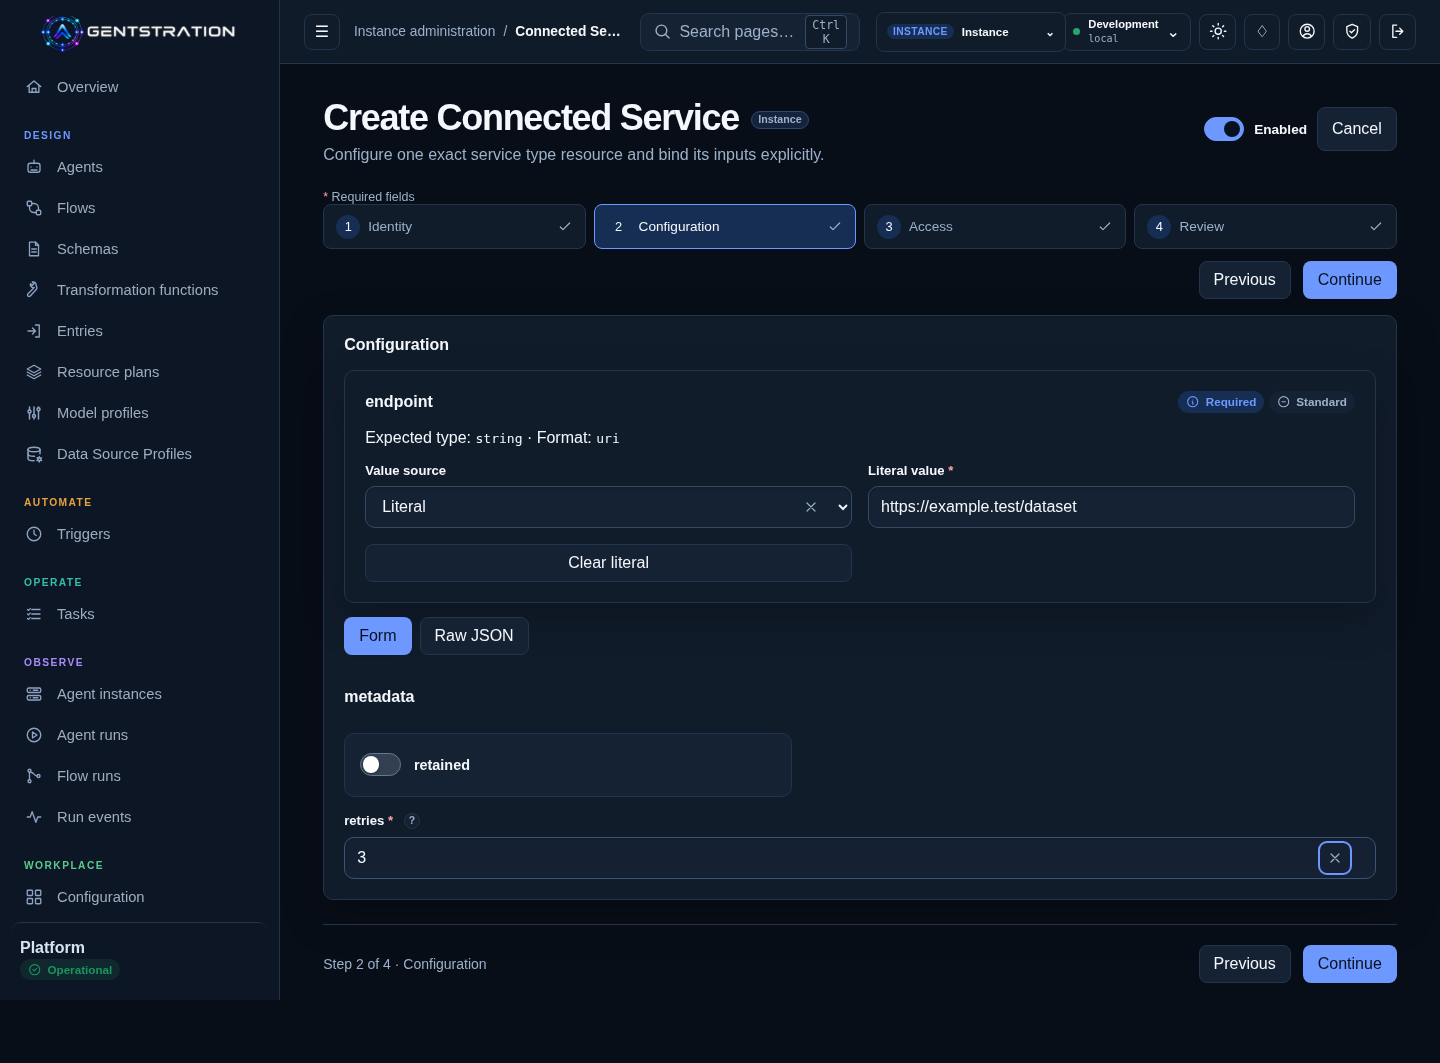 GENTSTRATION
☰
Instance administration / Connected Se…
Search pages…
Ctrl K
INSTANCE Instance
Development
local
Overview
DESIGN
Agents
Flows
Schemas
Transformation functions
Entries
Resource plans
Model profiles
Data Source Profiles
AUTOMATE
Triggers
OPERATE
Tasks
OBSERVE
Agent instances
Agent runs
Flow runs
Run events
WORKPLACE
Configuration
Platform
Operational
Create Connected Service Instance
Configure one exact service type resource and bind its inputs explicitly.
Enabled
Cancel
* Required fields
1 Identity
2 Configuration
3 Access
4 Review
Previous
Continue
Configuration
endpoint
Required
Standard
Expected type: string · Format: uri
Value source
Literal value *
Literal
https://example.test/dataset
Clear literal
Form
Raw JSON
metadata
retained
retries * ?
3
Step 2 of 4 · Configuration
Previous
Continue